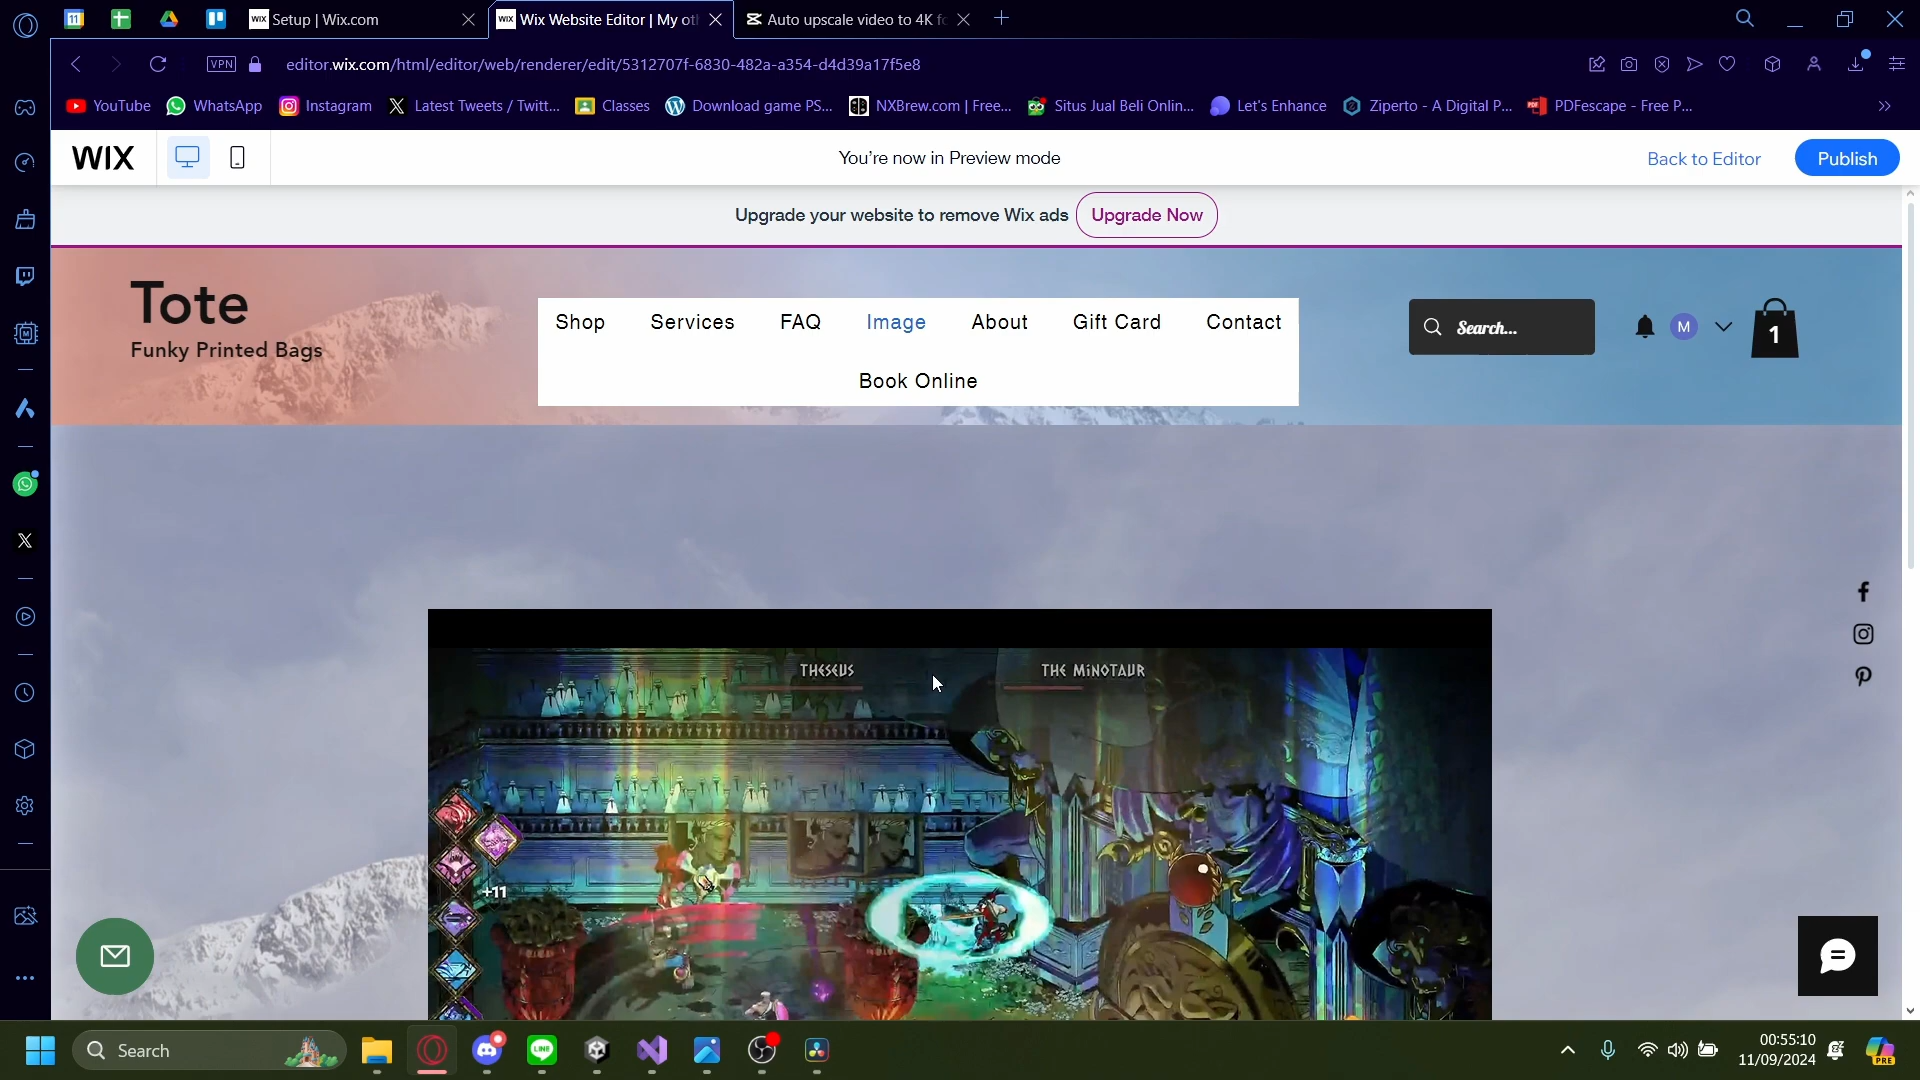 Setup | Wix.com
Wix Website Editor | My ot
Auto upscale video to 4K f
VPN
editor.wix.com/html/editor/web/renderer/edit/5312707f-6830-482a-a354-d4d39a17f5e8
YouTube
WhatsApp
Instagram
Latest Tweets / Twitt...
Classes
Download game PS...
NXBrew.com | Free...
Situs Jual Beli Onlin...
Let's Enhance
Ziperto - A Digital P...
PDFescape - Free P...
WIX
You're now in Preview mode
Back to Editor
Publish
Upgrade your website to remove Wix ads
Upgrade Now
Tote
Funky Printed Bags
Shop
Services
FAQ
Image
About
Gift Card
Contact
Book Online
Search...
M
1
THESEUS
THE MINOTAUR
+11
Search
00:55:10
11/09/2024